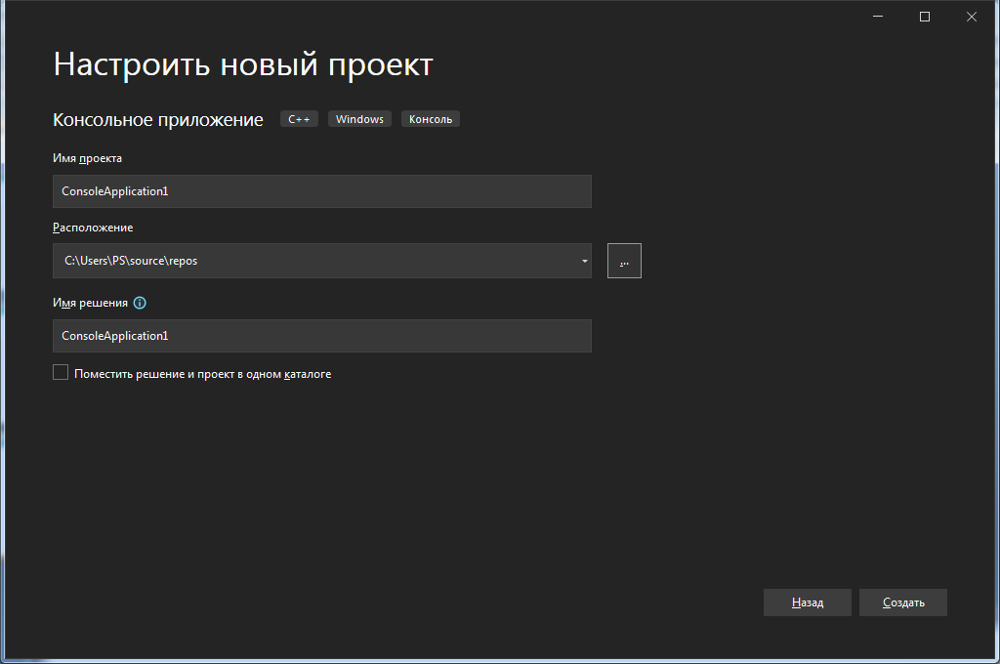 Настроить новый проект
Консольное приложение C++ Windows Консоль
Имя проекта
ConsoleApplication1
Расположение
C:\Users\PS\source\repos
...
Имя решения
ConsoleApplication1
Поместить решение и проект в одном каталоге
Назад Создать